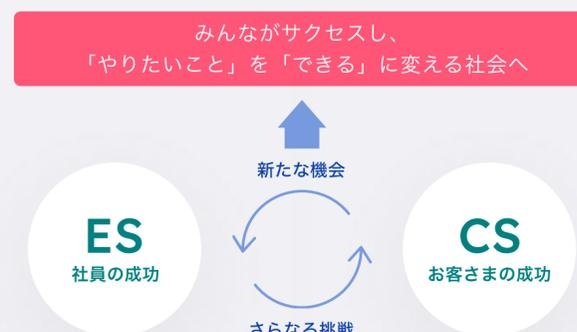 みんながサクセスし、
「やりたいこと」を「できる」に変える社会へ
新たな機会
ES
社員の成功
CS
お客さまの成功
さらなる挑戦